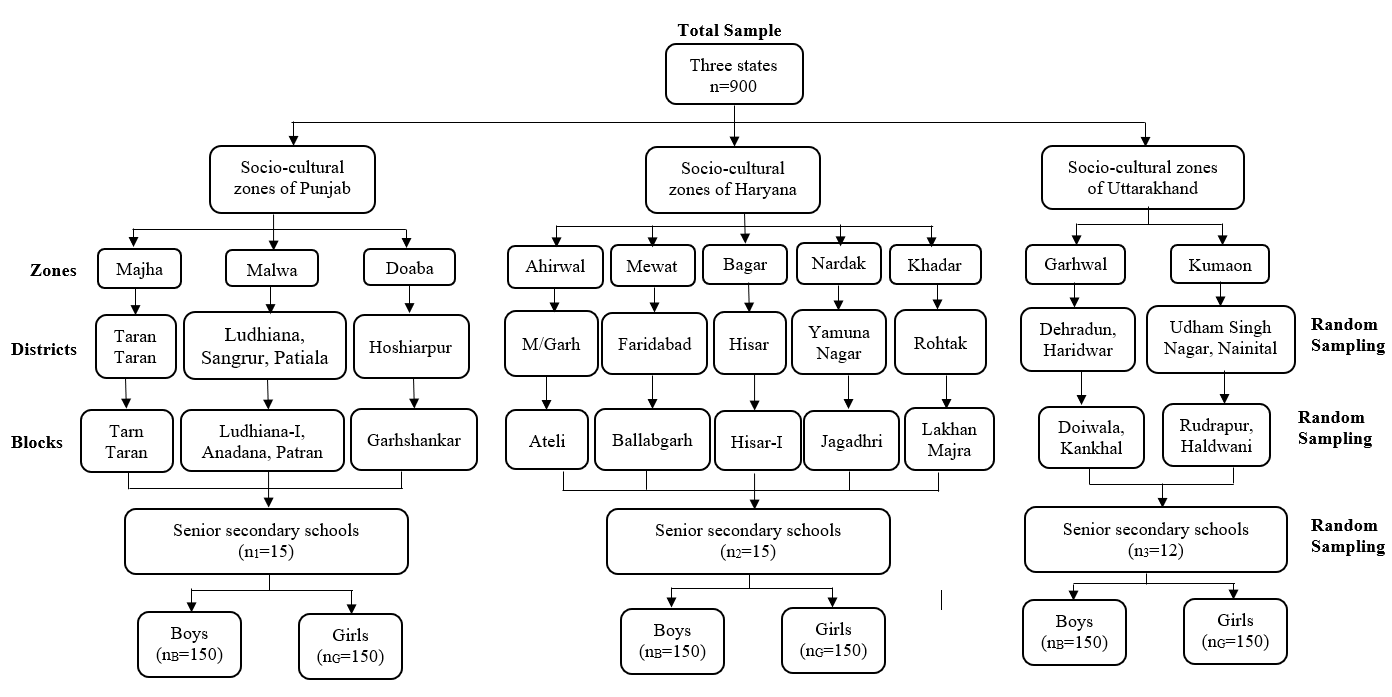 Total Sample
Three states
n=900
Socio-cultural
zones of Punjab
Socio-cultural
zones of Haryana
Socio-cultural zones
of Uttarakhand
Zones
Majha
Malwa
Doaba
Ahirwal
Mewat
Bagar
Nardak
Khadar
Garhwal
Kumaon
Districts
Taran
Taran
Ludhiana,
Sangrur, Patiala
Hoshiarpur
M/Garh
Faridabad
Hisar
Yamuna
Nagar
Rohtak
Dehradun,
Haridwar
Udham Singh
Nagar, Nainital
Random
Sampling
Blocks
Tarn
Taran
Ludhiana-I,
Anadana, Patran
Garhshankar
Ateli
Ballabgarh
Hisar-I
Jagadhri
Lakhan
Majra
Doiwala,
Kankhal
Rudrapur,
Haldwani
Random
Sampling
Senior secondary schools
(n1=15)
Senior secondary schools
(n2=15)
Senior secondary schools
(n3=12)
Random
Sampling
Boys
(nB=150)
Girls
(nG=150)
Boys
(nB=150)
Girls
(nG=150)
Boys
(nB=150)
Girls
(nG=150)